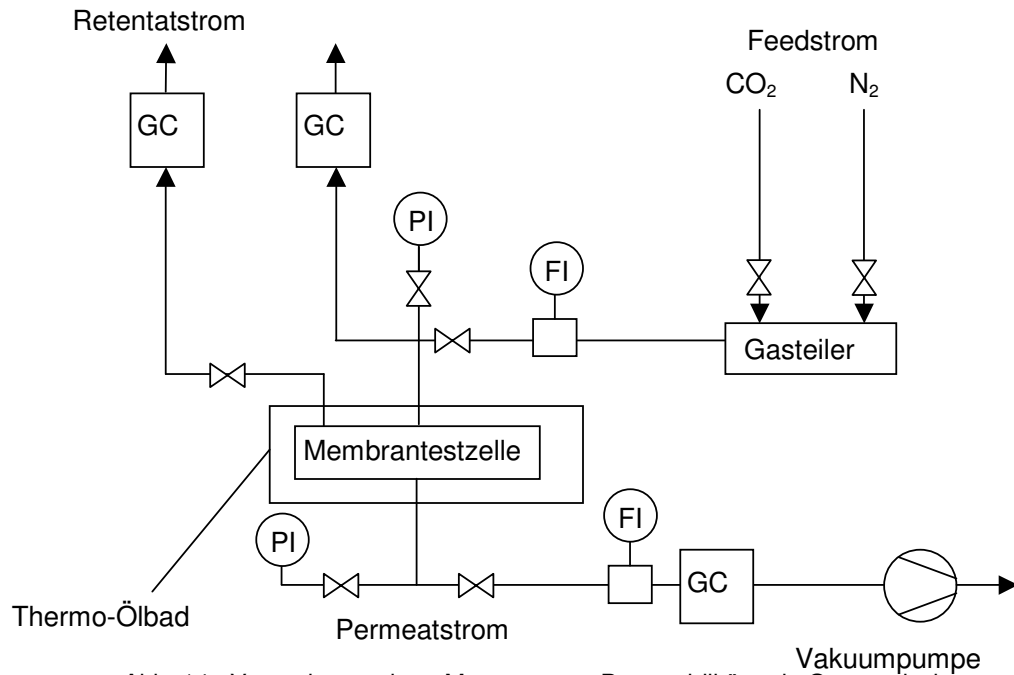 Retentatstrom
Feedstrom
CO₂
N₂
GC
GC
PI
FI
Gasteiler
Membrantestzelle
PI
FI
GC
Thermo-Ölbad
Permeatstrom
Vakuumpumpe